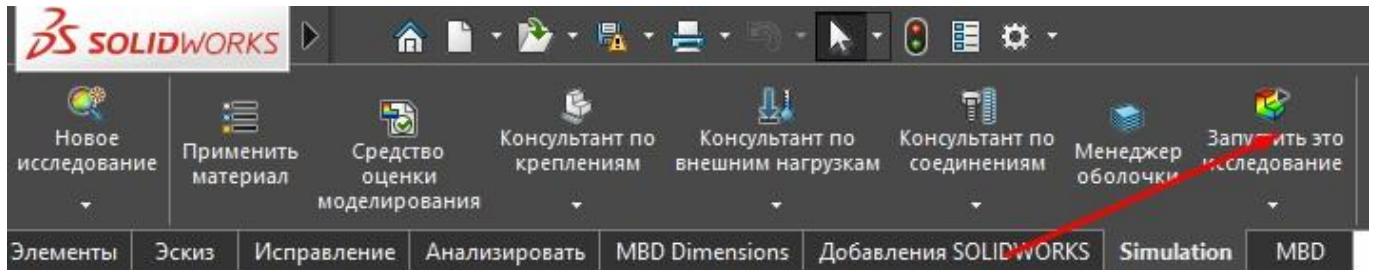 SOLIDWORKS
Новое
исследование
Применить
материал
Средство
оценки
моделирования
Консультант по
креплениям
Консультант по
внешним нагрузкам
Консультант по
соединениям
Менеджер
оболочки
Запустить это
исследование
Элементы Эскиз Исправление Анализировать MBD Dimensions Добавления SOLIDWORKS Simulation MBD